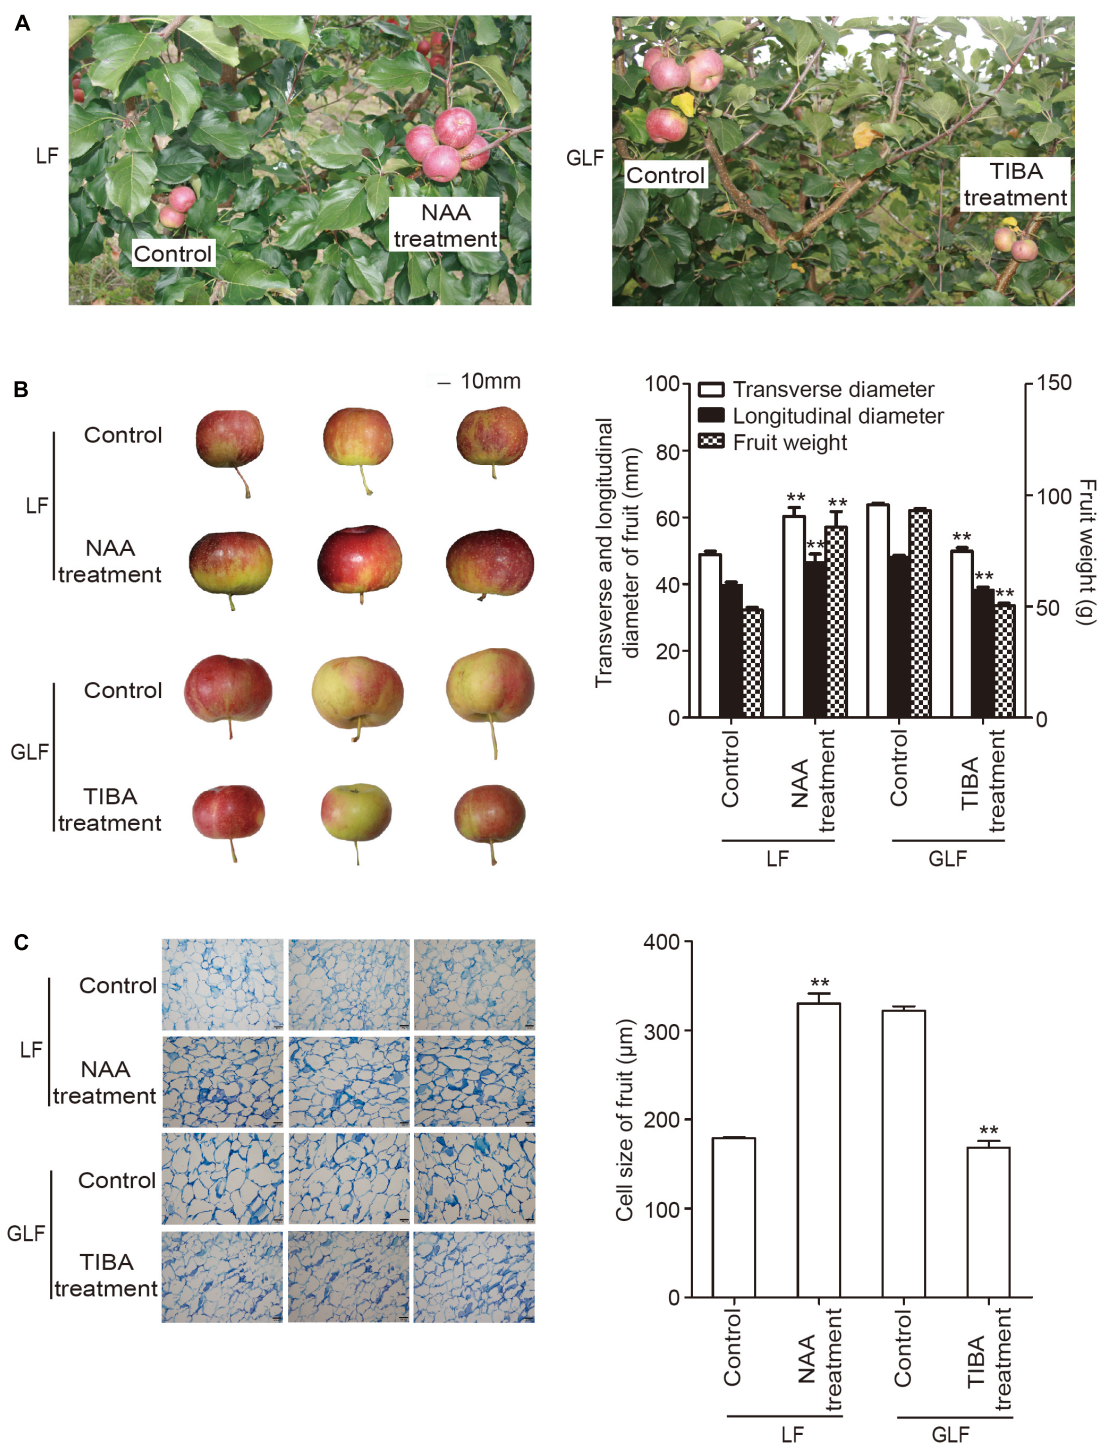 A
LF
Control
NAA
treatment
GLF
Control
TIBA
treatment
B
10mm
LF
Control
NAA
treatment
GLF
Control
TIBA
treatment
Transverse and longitudinal
diameter of fruit (mm)
100
80
60
40
20
0
Transverse diameter
Longitudinal diameter
Fruit weight
** ** **
** ** **
150
100
50
0
Fruit weight (g)
Control
NAA
treatment
Control
TIBA
treatment
LF
GLF
C
LF
Control
NAA
treatment
GLF
Control
TIBA
treatment
Cell size of fruit (μm)
400
300
200
100
0
**
**
Control
NAA
treatment
Control
TIBA
treatment
LF
GLF